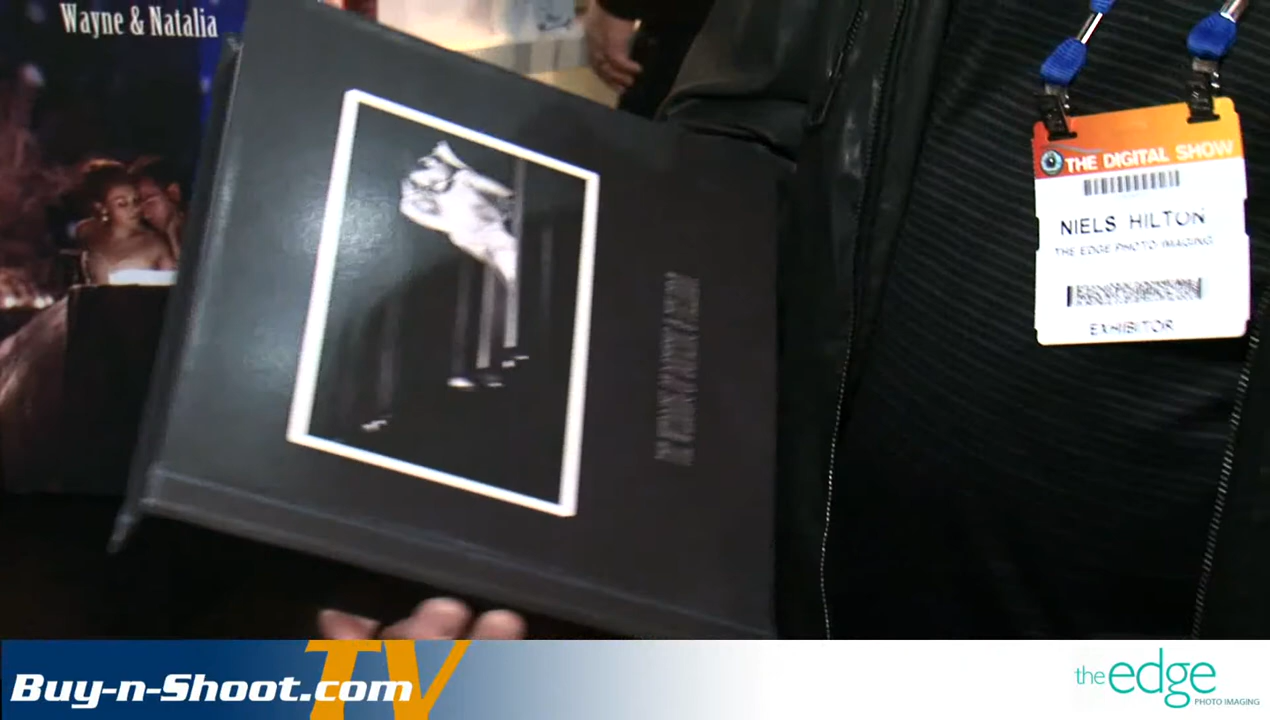 Wayne & Natalia
THE DIGITAL SHOW
NIELS HILTON
THE EDGE PHOTO IMAGING
EXHIBITOR
Buy-n-Shoot.com
TV
the edge
PHOTO IMAGING